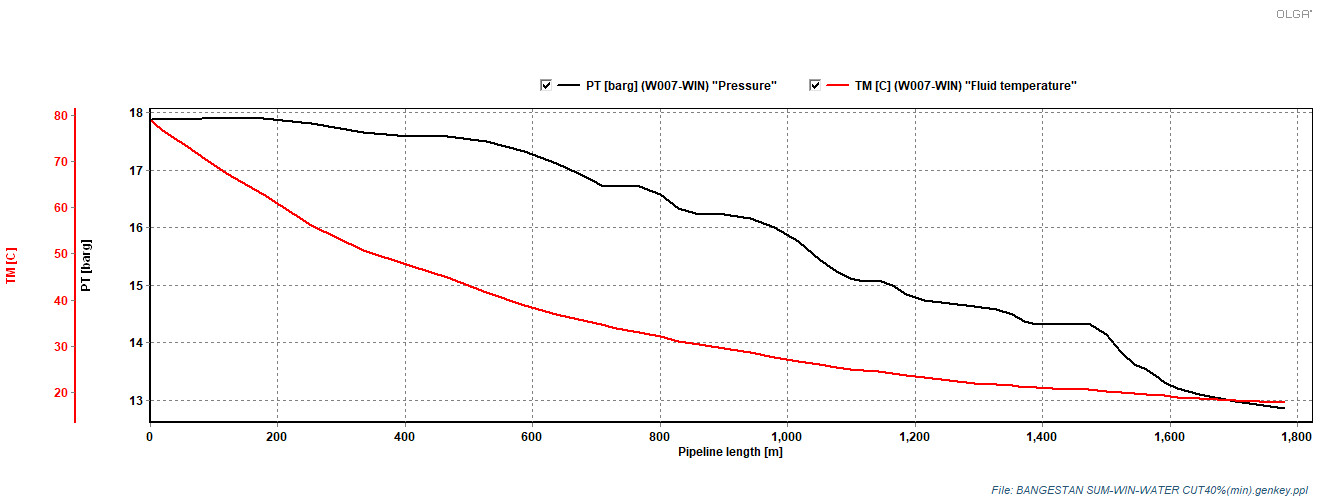 OLGA
PT [barg] (W007-WIN) "Pressure" TM [C] (W007-WIN) "Fluid temperature"
TM [C]
80
70
60
50
40
30
20
PT [barg]
18
17
16
15
14
13
0 200 400 600 800 1,000 1,200 1,400 1,600 1,800
Pipeline length [m]
File: BANGESTAN SUM-WIN-WATER CUT40%(min).genkey.ppl